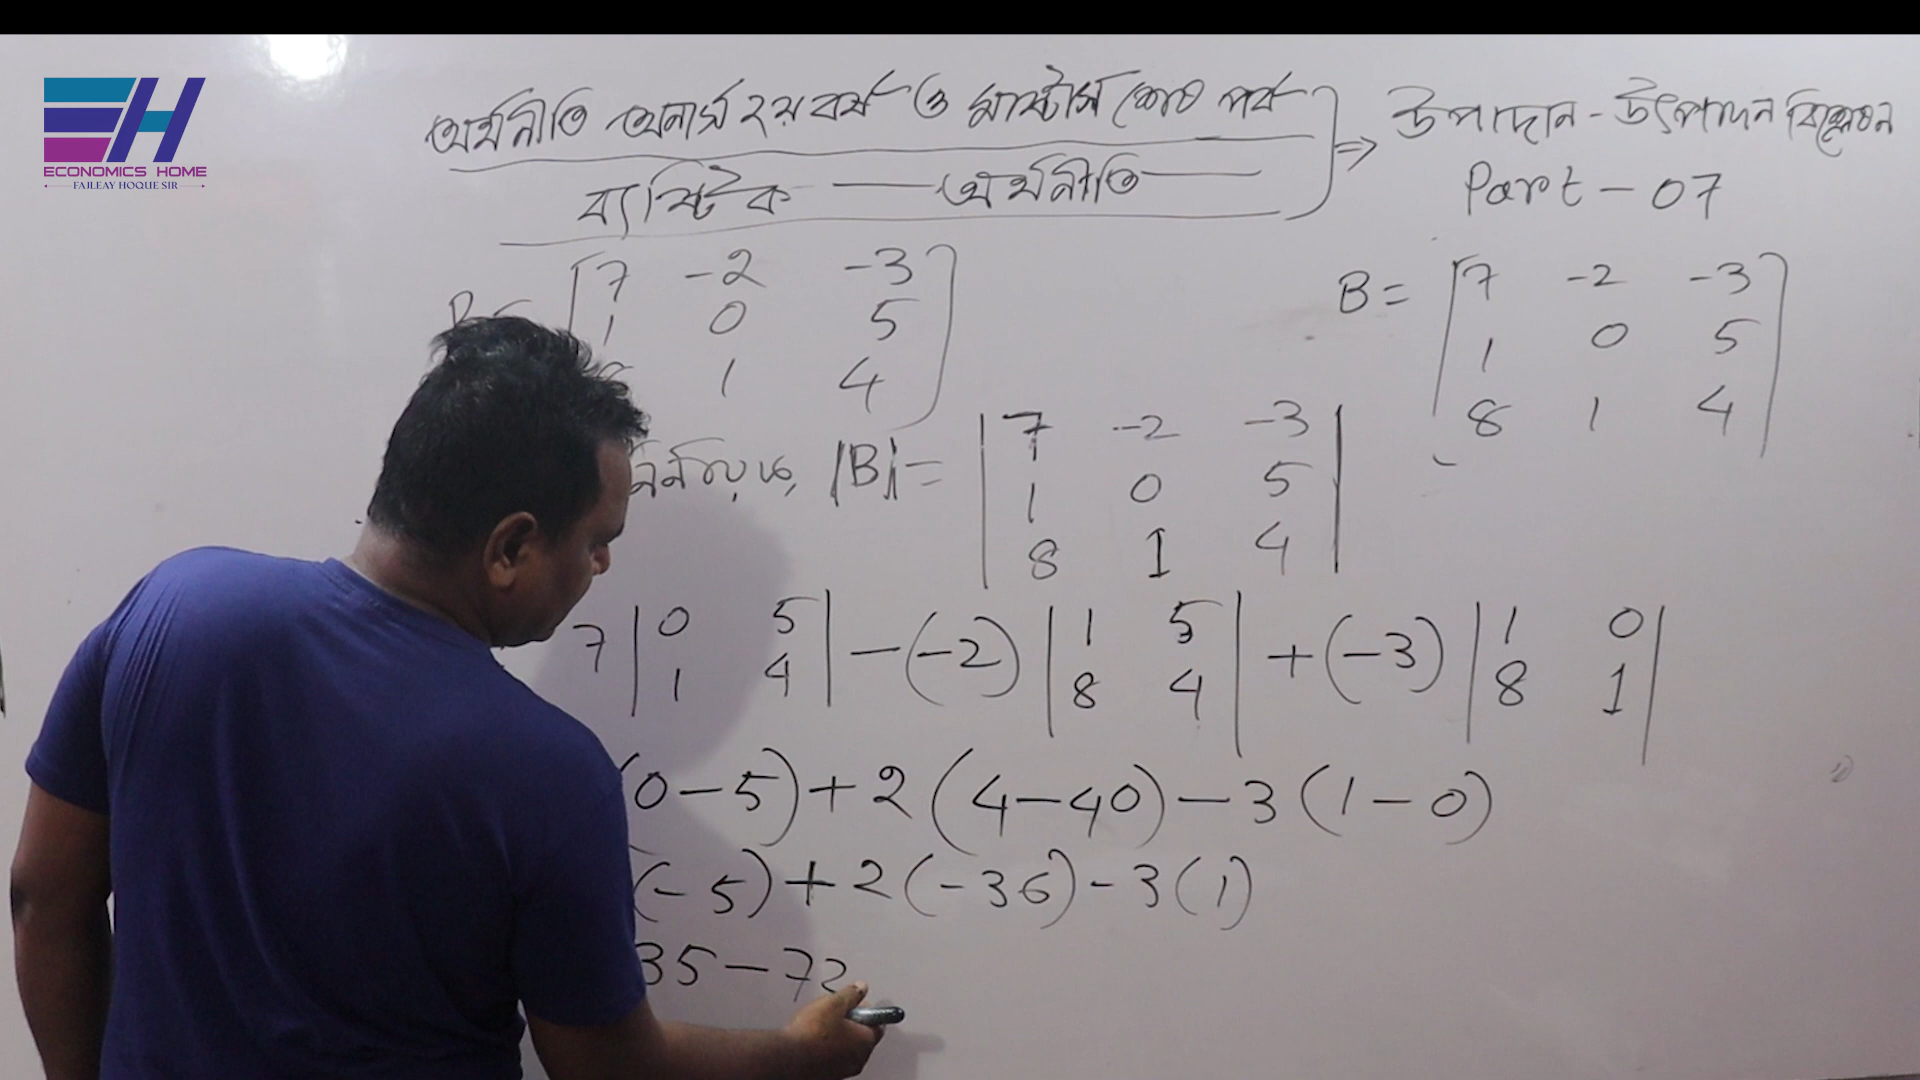 EH
ECONOMICS HOME
FAJLEAY HOQUE SIR
অর্থনীতি অনার্স ২য় বর্ষ ও মাস্টার্স শেষ পর্ব
ব্যাষ্টিক — অর্থনীতি
⇒ উপাদান - উৎপাদন বিশ্লেষণ
Part - 07
7 -2 -3
1 0 5
1 4
B = 7 -2 -3
1 0 5
8 1 4
|B| = 7 -2 -3
1 0 5
8 1 4
7 | 0 5 | - (-2) | 1 5 | + (-3) | 1 0 |
| 1 4 | | 8 4 | | 8 1 |
(0 - 5) + 2 (4 - 40) - 3 (1 - 0)
(-5) + 2 (-36) - 3 (1)
35 - 72